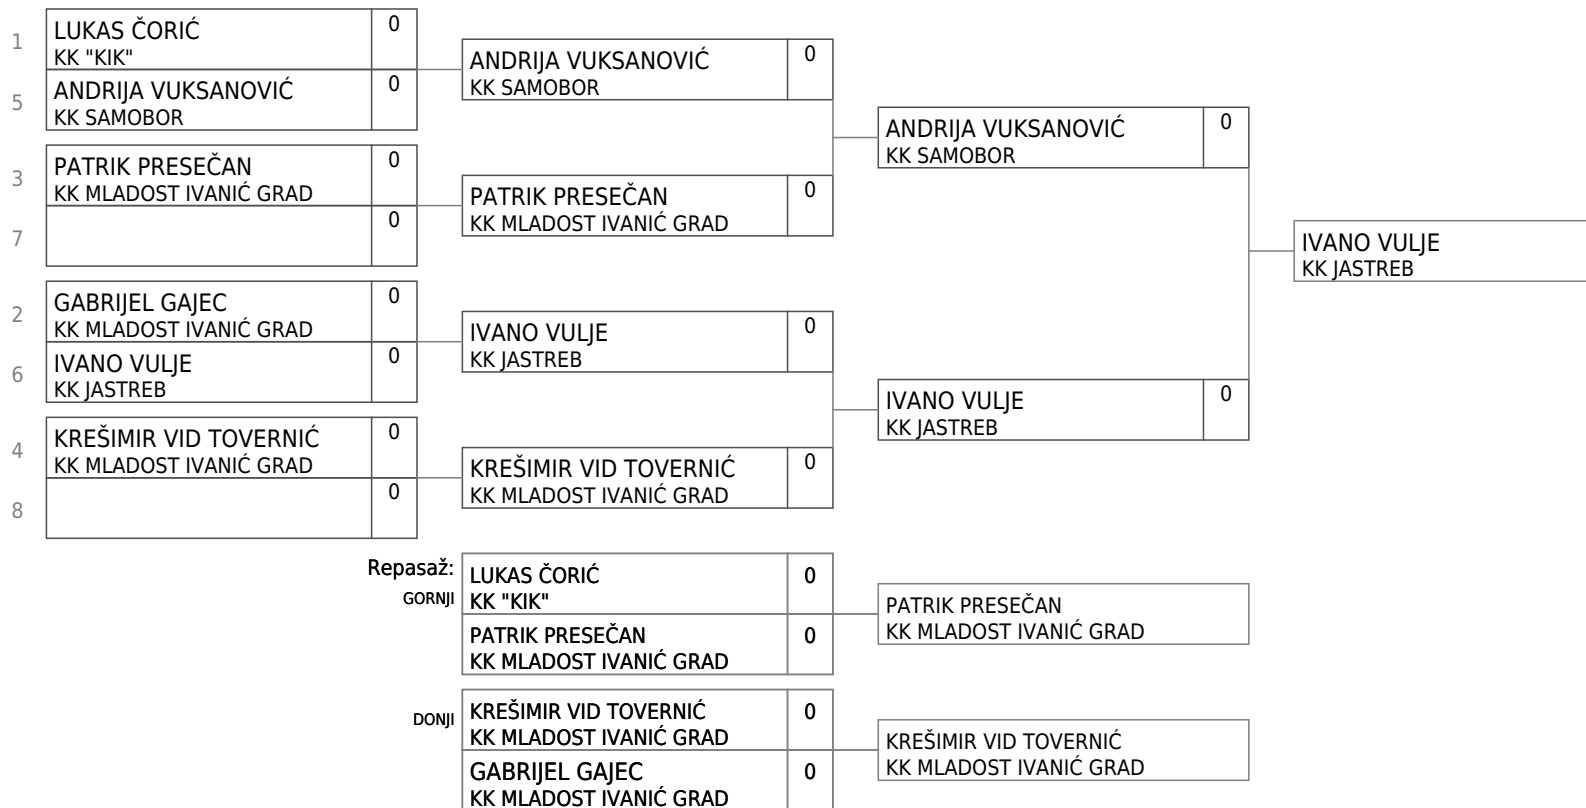 1
LUKAS ČORIĆ
KK "KIK"
0
5
ANDRIJA VUKSANOVIĆ
KK SAMOBOR
0
3
PATRIK PRESEČAN
KK MLADOST IVANIĆ GRAD
0
7
0
2
GABRIJEL GAJEC
KK MLADOST IVANIĆ GRAD
0
6
IVANO VULJE
KK JASTREB
0
4
KREŠIMIR VID TOVERNIĆ
KK MLADOST IVANIĆ GRAD
0
8
0
ANDRIJA VUKSANOVIĆ
KK SAMOBOR
0
PATRIK PRESEČAN
KK MLADOST IVANIĆ GRAD
0
IVANO VULJE
KK JASTREB
0
KREŠIMIR VID TOVERNIĆ
KK MLADOST IVANIĆ GRAD
0
ANDRIJA VUKSANOVIĆ
KK SAMOBOR
0
IVANO VULJE
KK JASTREB
0
IVANO VULJE
KK JASTREB
Repasaž:
GORNJI
LUKAS ČORIĆ
KK "KIK"
0
PATRIK PRESEČAN
KK MLADOST IVANIĆ GRAD
0
PATRIK PRESEČAN
KK MLADOST IVANIĆ GRAD
DONJI
KREŠIMIR VID TOVERNIĆ
KK MLADOST IVANIĆ GRAD
0
GABRIJEL GAJEC
KK MLADOST IVANIĆ GRAD
0
KREŠIMIR VID TOVERNIĆ
KK MLADOST IVANIĆ GRAD